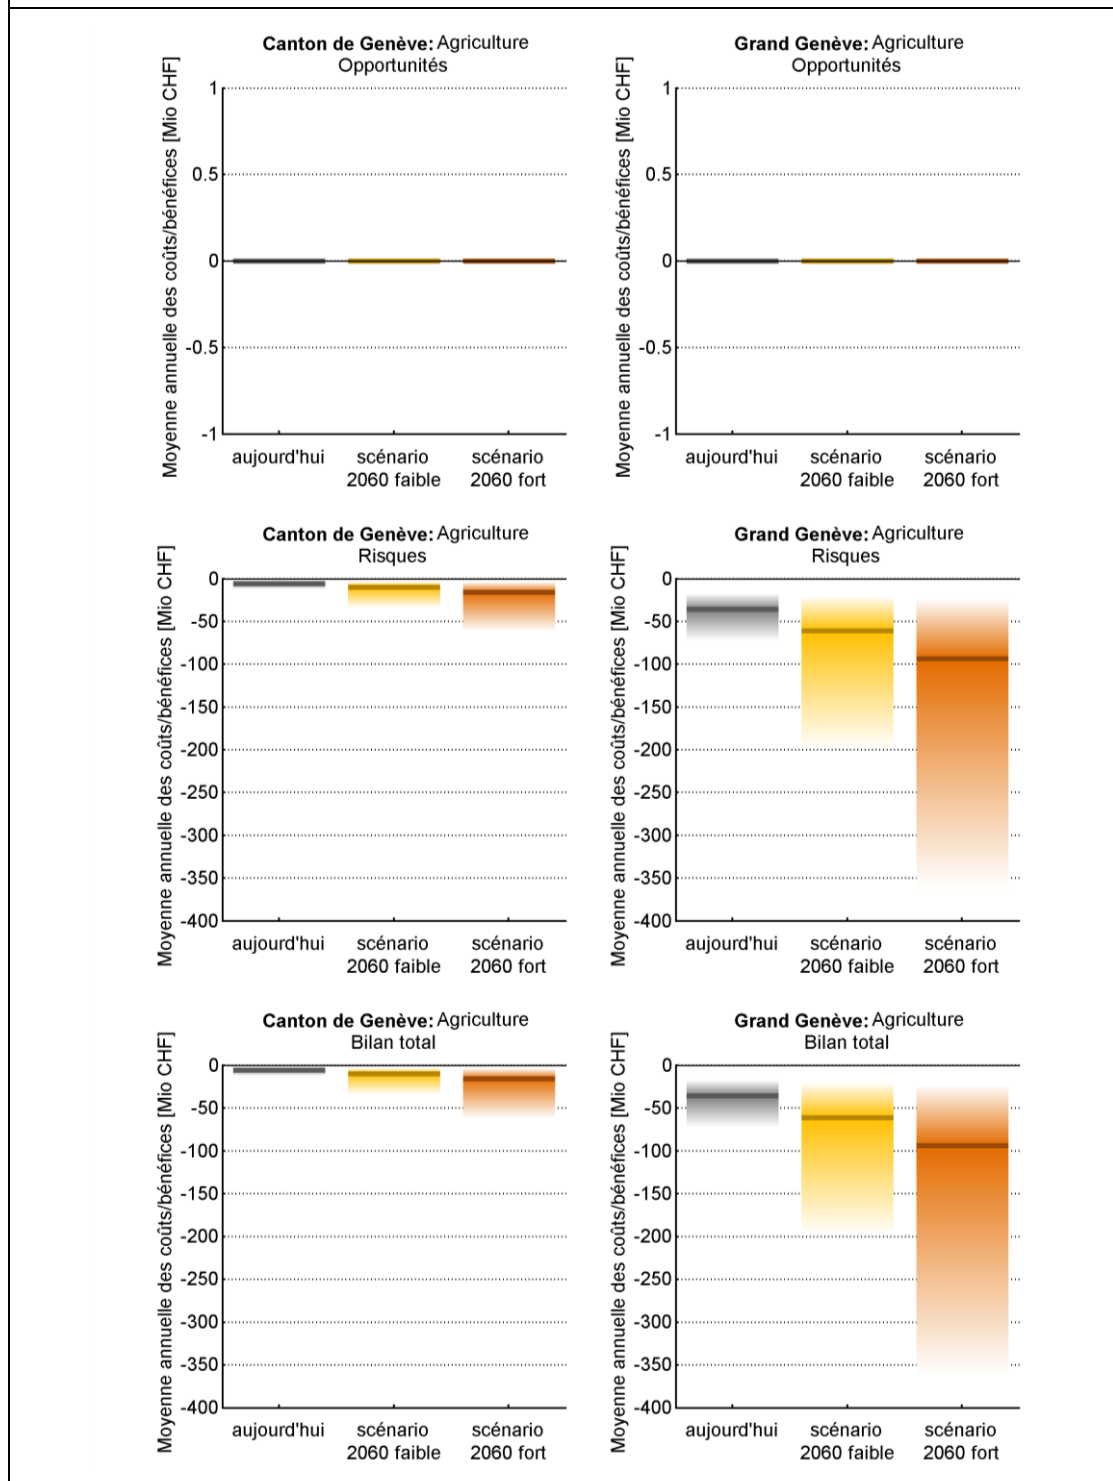 Canton de Genève: Agriculture
Opportunités
Moyenne annuelle des coûts/bénéfices [Mio CHF]
1
0.5
0
-0.5
-1
aujourd'hui
scénario
2060 faible
scénario
2060 fort
Grand Genève: Agriculture
Opportunités
Moyenne annuelle des coûts/bénéfices [Mio CHF]
1
0.5
0
-0.5
-1
aujourd'hui
scénario
2060 faible
scénario
2060 fort
Canton de Genève: Agriculture
Risques
Moyenne annuelle des coûts/bénéfices [Mio CHF]
0
-50
-100
-150
-200
-250
-300
-350
-400
aujourd'hui
scénario
2060 faible
scénario
2060 fort
Grand Genève: Agriculture
Risques
Moyenne annuelle des coûts/bénéfices [Mio CHF]
0
-50
-100
-150
-200
-250
-300
-350
-400
aujourd'hui
scénario
2060 faible
scénario
2060 fort
Canton de Genève: Agriculture
Bilan total
Moyenne annuelle des coûts/bénéfices [Mio CHF]
0
-50
-100
-150
-200
-250
-300
-350
-400
aujourd'hui
scénario
2060 faible
scénario
2060 fort
Grand Genève: Agriculture
Bilan total
Moyenne annuelle des coûts/bénéfices [Mio CHF]
0
-50
-100
-150
-200
-250
-300
-350
-400
aujourd'hui
scénario
2060 faible
scénario
2060 fort